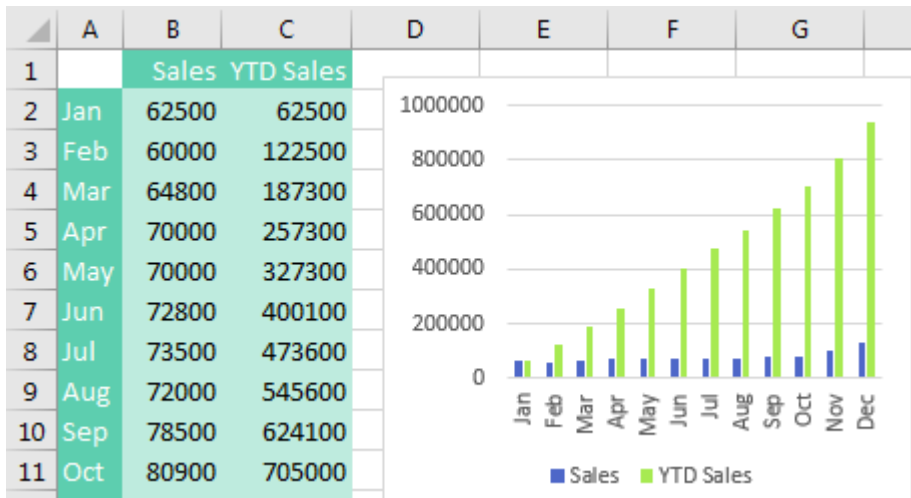 A B C D E F G
1 Sales YTD Sales
2 Jan 62500 62500
3 Feb 60000 122500
4 Mar 64800 187300
5 Apr 70000 257300
6 May 70000 327300
7 Jun 72800 400100
8 Jul 73500 473600
9 Aug 72000 545600
10 Sep 78500 624100
11 Oct 80900 705000
1000000
800000
600000
400000
200000
0
Jan Feb Mar Apr May Jun Jul Aug Sep Oct Nov Dec
Sales YTD Sales